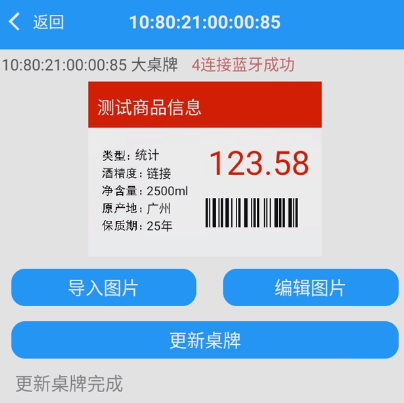 返回 10:80:21:00:00:85
10:80:21:00:00:85 大桌牌 4连接蓝牙成功
测试商品信息
类型：统计
酒精度：链接
净含量：2500ml
原产地：广州
保质期：25年
123.58
导入图片 编辑图片
更新桌牌
更新桌牌完成